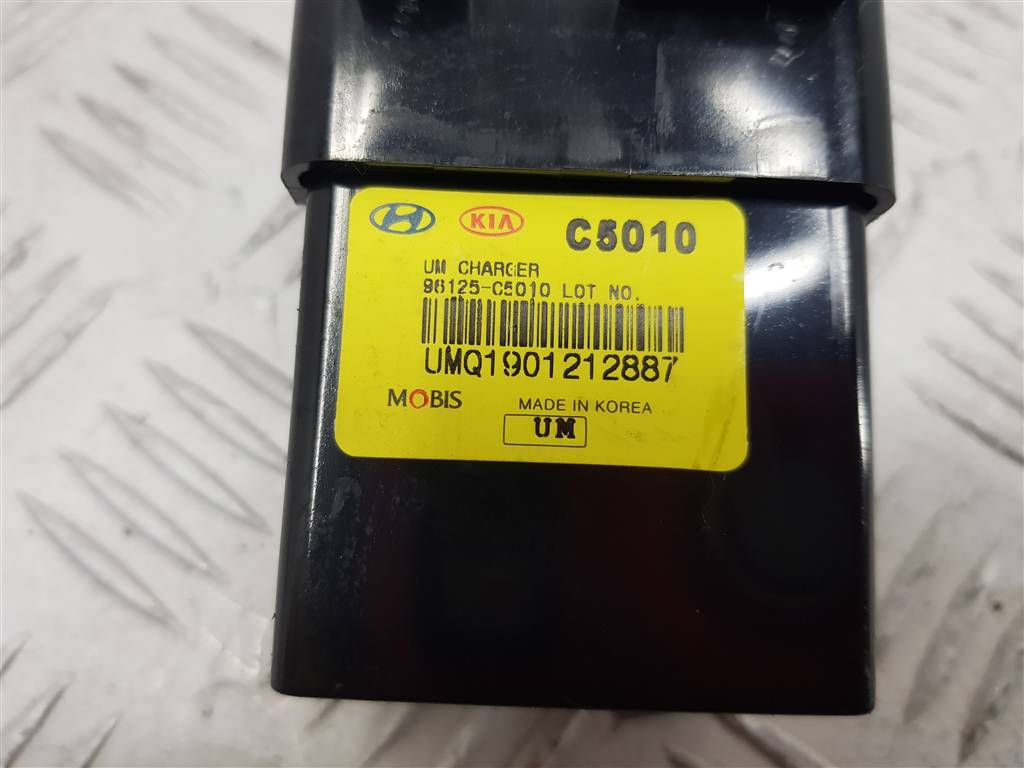 KIA C5010
UM CHARGER
96125-C5010 LOT NO.
UMQ1901212887
MOBIS MADE IN KOREA
UM